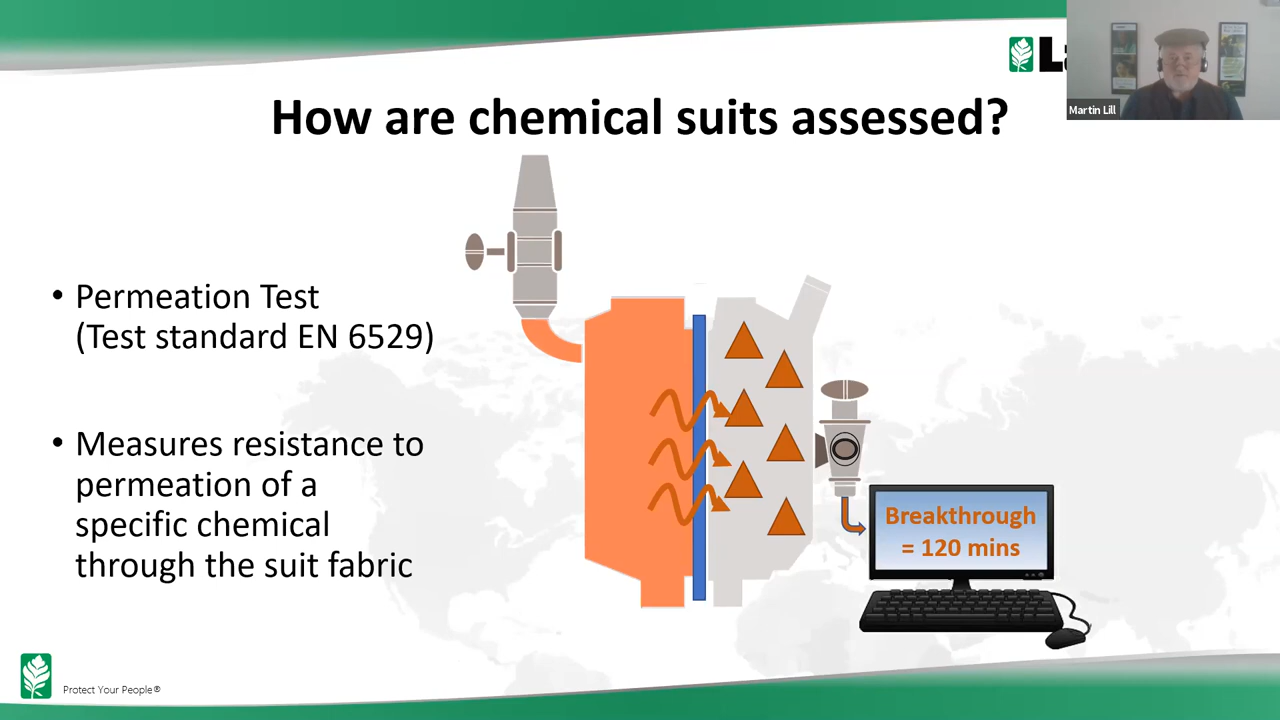 Martin Lill
How are chemical suits assessed?
• Permeation Test
(Test standard EN 6529)
• Measures resistance to
permeation of a
specific chemical
through the suit fabric
Breakthrough
= 120 mins
Protect Your People®